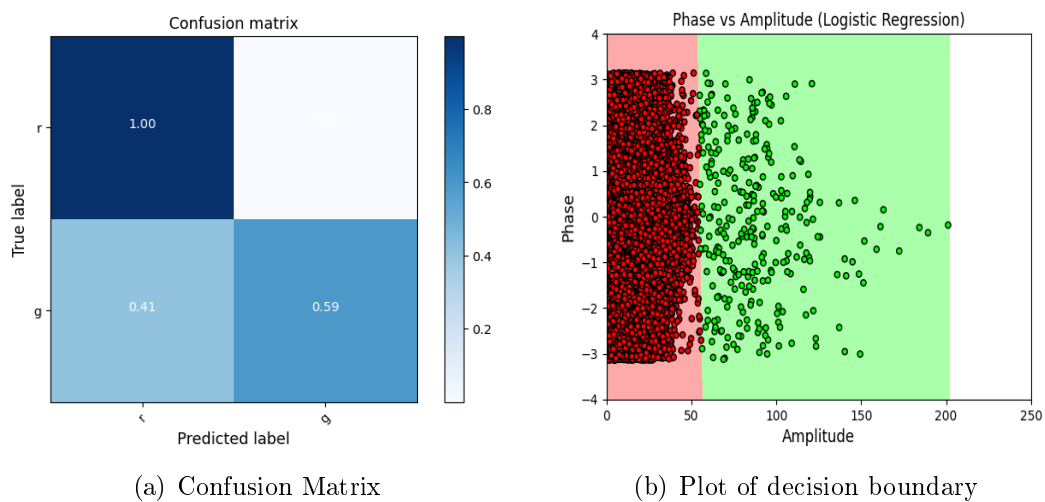 Confusion matrix
r
g
True label
1.00
0.41
0.59
r
g
Predicted label
0.8
0.6
0.4
0.2
(a) Confusion Matrix
Phase vs Amplitude (Logistic Regression)
4
3
2
1
0
−1
−2
−3
−4
Phase
0
50
100
150
200
250
Amplitude
(b) Plot of decision boundary